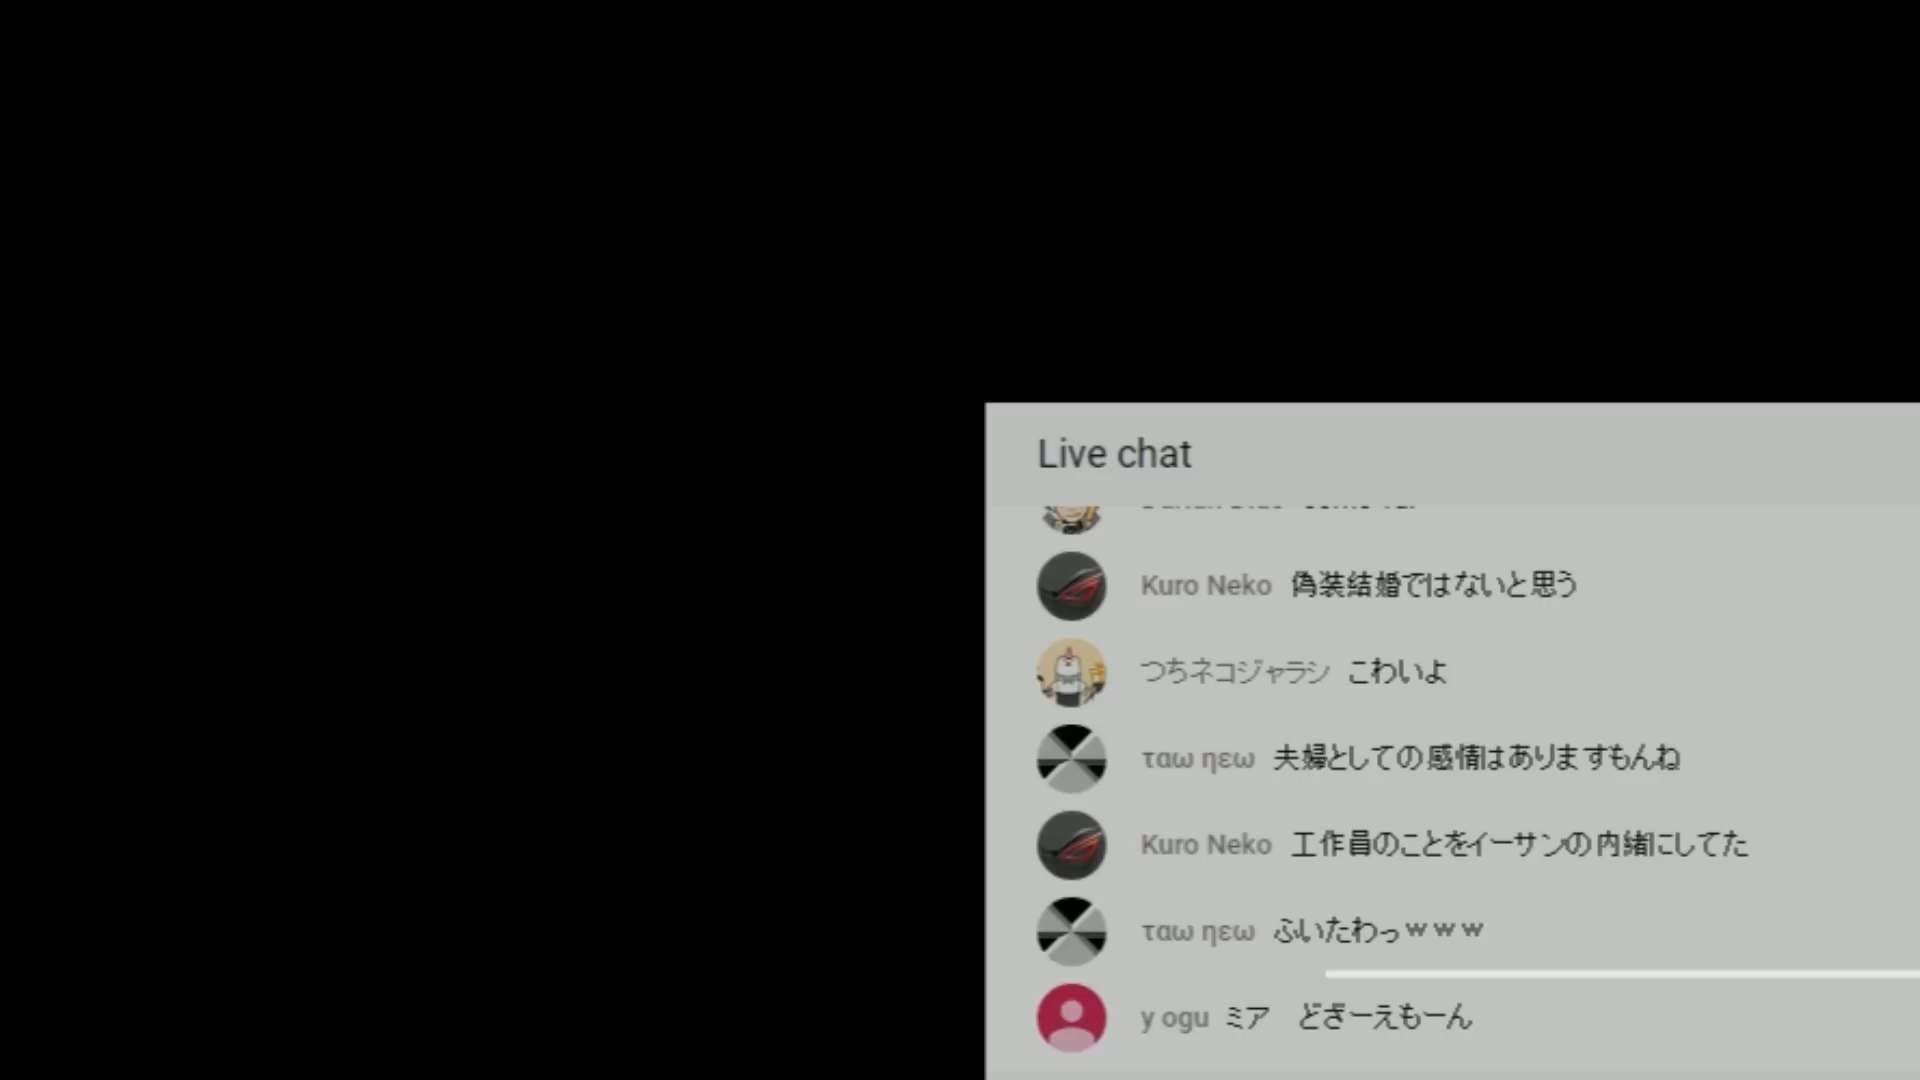 Live chat
Kuro Neko 偽装結婚ではないと思う
つちネコジャラシ こわいよ
ταω ηεω 夫婦としての感情はありますもんね
Kuro Neko 工作員のことをイーサンの内緒にしてた
ταω ηεω ふいたわっｗｗｗ
y ogu ミア　どぎーえもーん